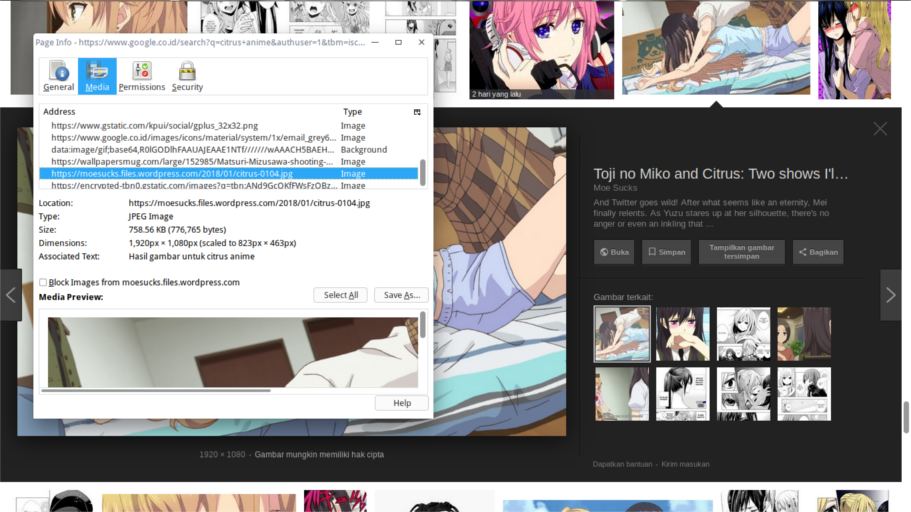 Page Info - https://www.google.co.id/search?q=citrus+anime&authuser=1&tbm=isc...
General
Media
Permissions
Security
Address
Type
https://www.gstatic.com/kpui/social/gplus_32x32.png
Image
https://www.google.co.id/images/icons/material/system/1x/email_grey6...
Image
data:image/gif;base64,R0lGODlhFAAUAJEAAE1NTf///////wAAACH5BAEH...
Background
https://wallpapersmug.com/large/152985/Matsuri-Mizusawa-shooting-...
Image
https://moesucks.files.wordpress.com/2018/01/citrus-0104.jpg
Image
https://encrypted-tbn0.gstatic.com/images?q=tbn:ANd9GcOKfFWsFzOBz...
Image
Location:
https://moesucks.files.wordpress.com/2018/01/citrus-0104.jpg
Type:
JPEG Image
Size:
758.56 KB (776,765 bytes)
Dimensions:
1,920px × 1,080px (scaled to 823px × 463px)
Associated Text:
Hasil gambar untuk citrus anime
Block Images from moesucks.files.wordpress.com
Media Preview:
Select All
Save As...
Help
2 hari yang lalu
Toji no Miko and Citrus: Two shows I'l...
Moe Sucks
And Twitter goes wild! After what seems like an eternity, Mei
finally relents. As Yuzu stares up at her silhouette, there's no
anger or even an inkling that ...
Buka
Simpan
Tampilkan gambar
tersimpan
Bagikan
Gambar terkait:
1920 × 1080 - Gambar mungkin memiliki hak cipta
Dapatkan bantuan - Kirim masukan